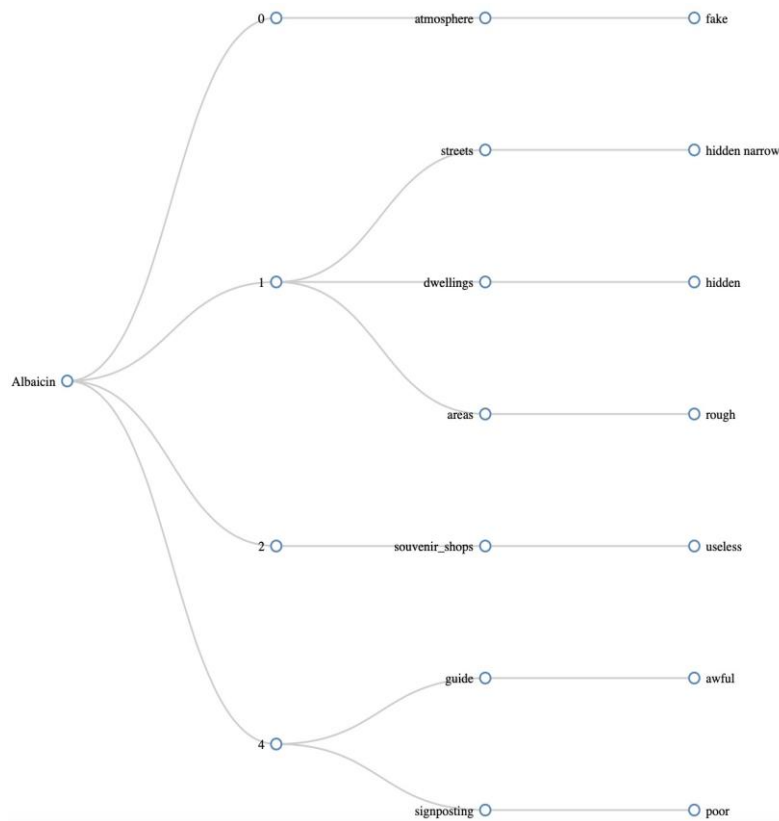 0 atmosphere fake
streets hidden narrow
1 dwellings hidden
areas rough
Albaicin
2 souvenir_shops useless
guide awful
4
signposting poor